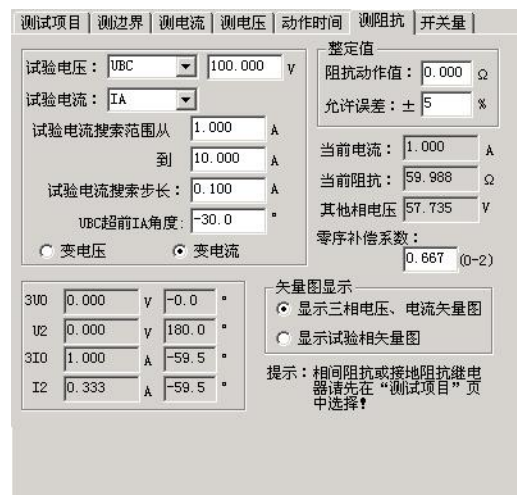 测试项目 测边界 测电流 测电压 动作时间 测阻抗 开关量
试验电压： UBC 100.000 V
试验电流： IA
试验电流搜索范围从 1.000 A
到 10.000 A
试验电流搜索步长： 0.100 A
UBC超前IA角度： -30.0 °
变电压 变电流
整定值
阻抗动作值： 0.000 Ω
允许误差：± 5 %
当前电流： 1.000 A
当前阻抗： 59.988 Ω
其他相电压 57.735 V
零序补偿系数：
0.667 (0-2)
3U0 0.000 V -0.0 °
U2 0.000 V 180.0 °
3I0 1.000 A -59.5 °
I2 0.333 A -59.5 °
矢量图显示
显示三相电压、电流矢量图
显示试验相矢量图
提示：相间阻抗或接地阻抗继电
器请先在“测试项目”页
中选择！